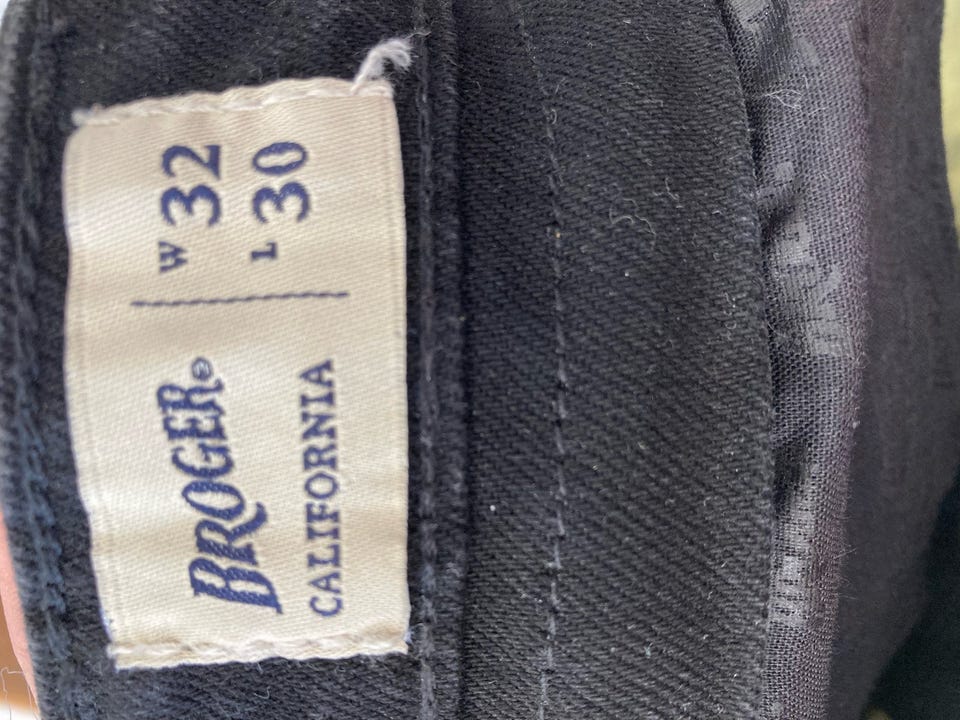 BROGER®
CALIFORNIA
W 32
L 30